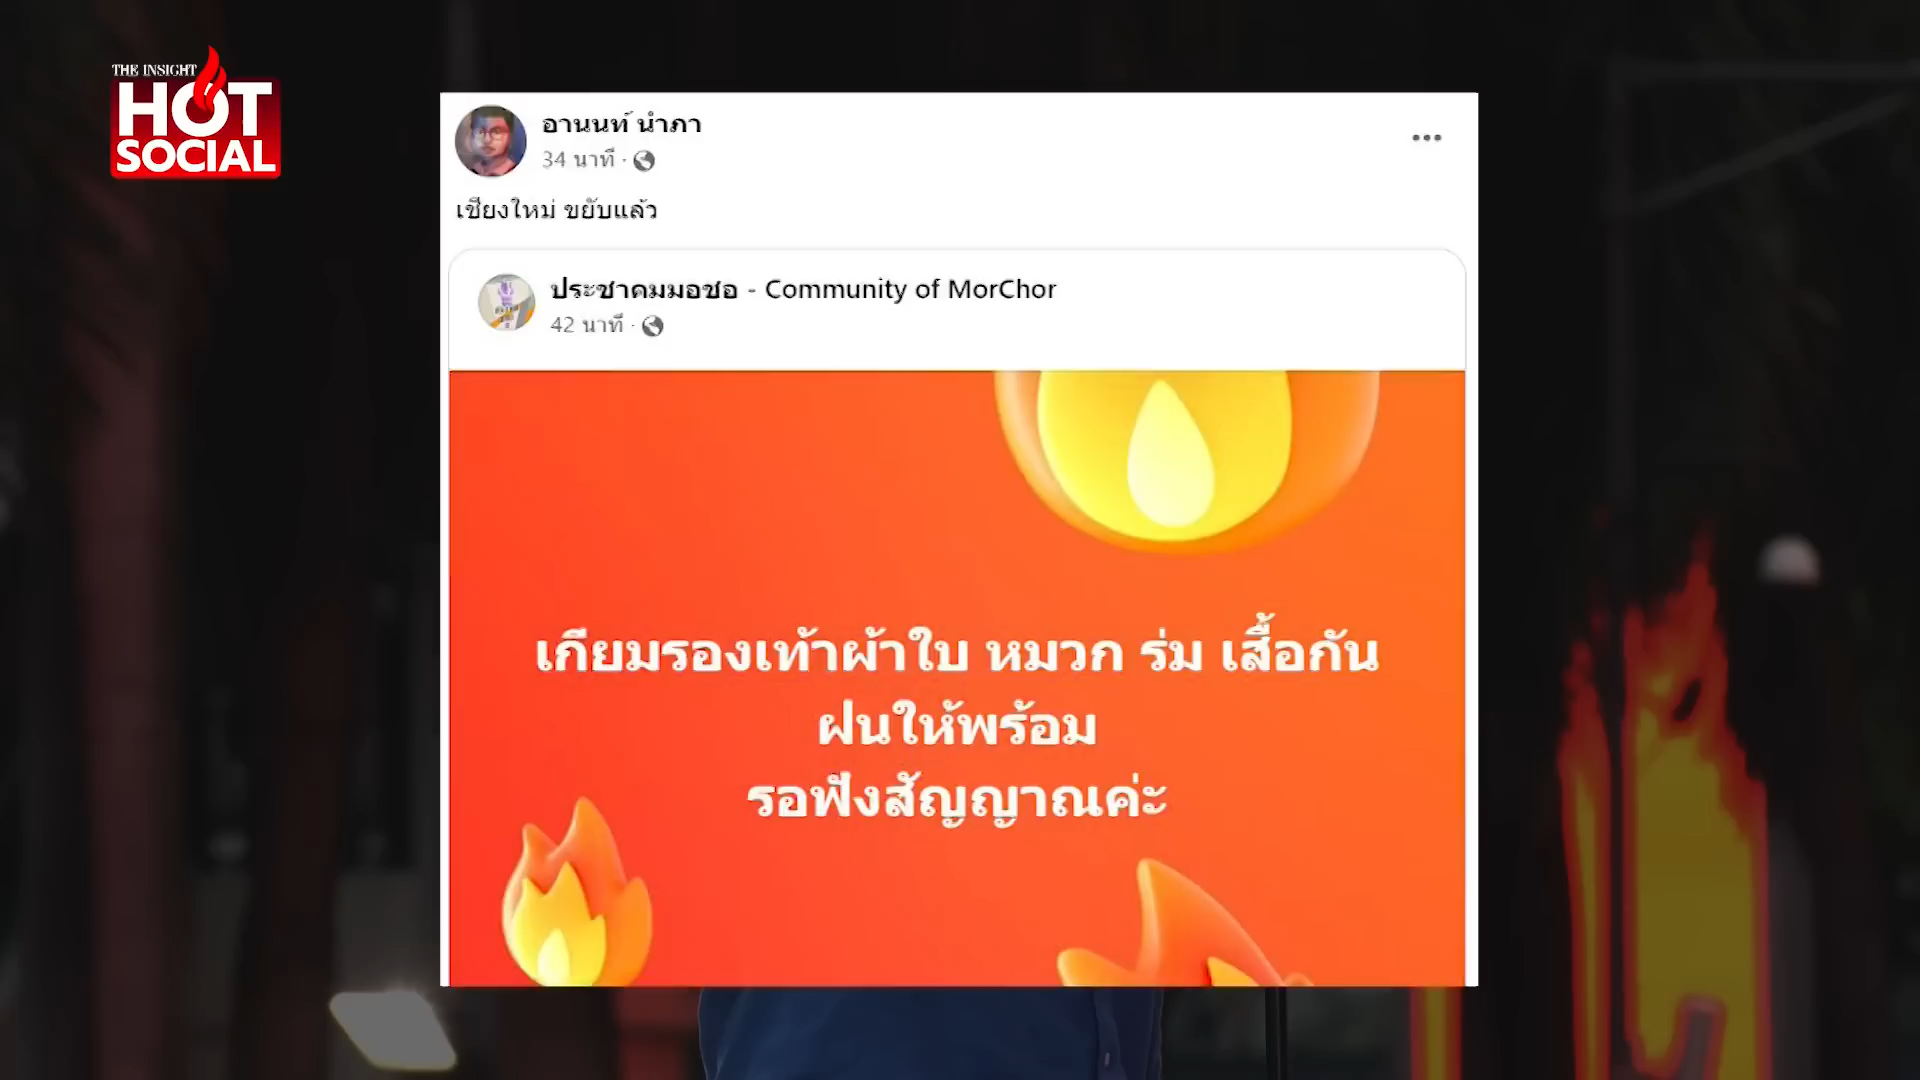 THE INSIGHT
HOT
SOCIAL
อานนท์ นำภา
34 นาที ·
เชียงใหม่ ขยับแล้ว
ประชาคมมอชอ - Community of MorChor
42 นาที ·
เกียมรองเท้าผ้าใบ หมวก ร่ม เสื้อกัน
ฝนให้พร้อม
รอฟังสัญญาณค่ะ